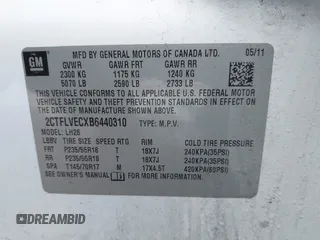 GM
MFD BY GENERAL MOTORS OF CANADA LTD. 05/11
GVWR GAWR FRT GAWR RR
2300 KG 1175 KG 1240 KG
5070 LB 2590 LB 2733 LB
THIS VEHICLE CONFORMS TO ALL APPLICABLE U.S. FEDERAL
MOTOR VEHICLE SAFETY AND THEFT PREVENTION STANDARDS
IN EFFECT ON THE DATE OF MANUFACTURE SHOWN ABOVE.
2CTFLVECXB6440310 TYPE: M.P.V.
MODEL: LH26
TIRE SIZE SPEED RTG RIM COLD TIRE PRESSURE
FRT P235/55R18 T 18X7J 240KPA(35PSI)
RR P235/55R18 T 18X7J 240KPA(35PSI)
SPA T145/70R17 M 17X4.5T 420KPA(60PSI)
SEE OWNER'S MANUAL FOR ADDITIONAL INFORMATION.
DREAMBID